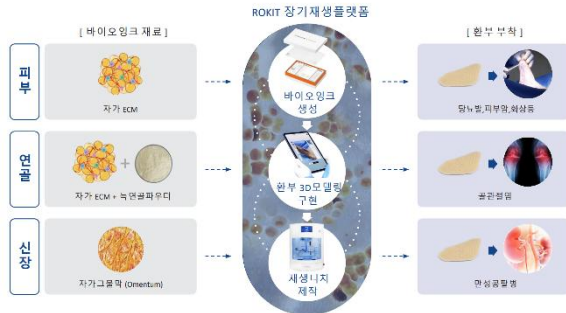 ROKIT 장기재생플랫폼
[ 바이오잉크 재료 ]
[ 환부 부착 ]
피부
자가 ECM
바이오잉크
생성
당뇨발,피부암,화상등
연골
자가 ECM + 늑연골파우더
환부 3D모델링
구현
골관절염
신장
자가그물막 (Omentum)
재생니치
제작
만성콩팥병